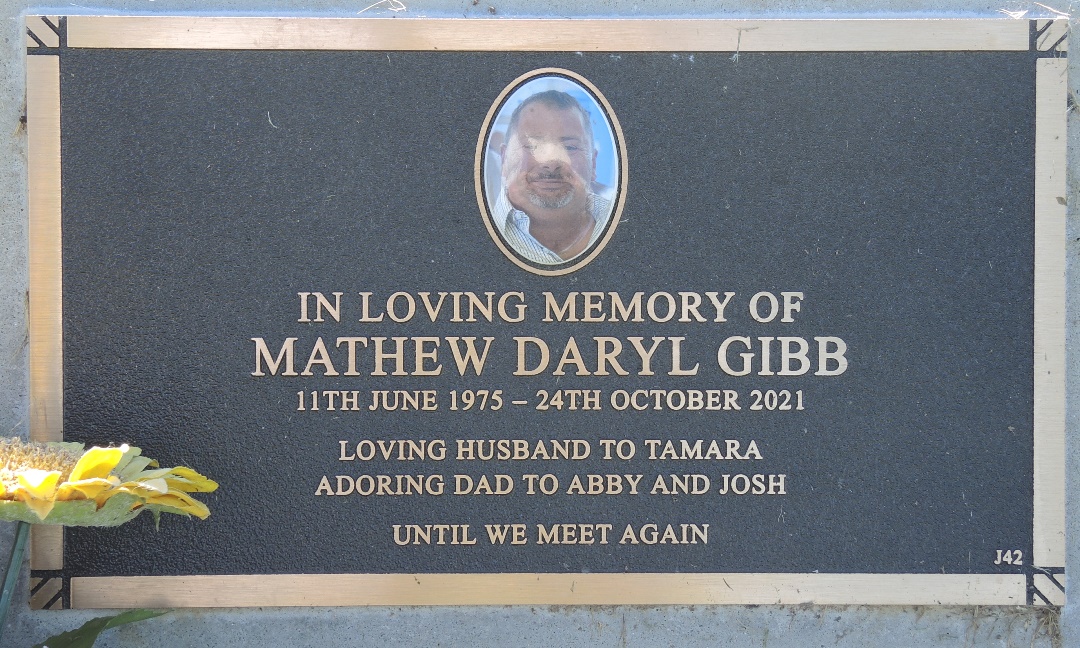 IN LOVING MEMORY OF
MATHEW DARYL GIBB
11TH JUNE 1975 – 24TH OCTOBER 2021
LOVING HUSBAND TO TAMARA
ADORING DAD TO ABBY AND JOSH
UNTIL WE MEET AGAIN
J42